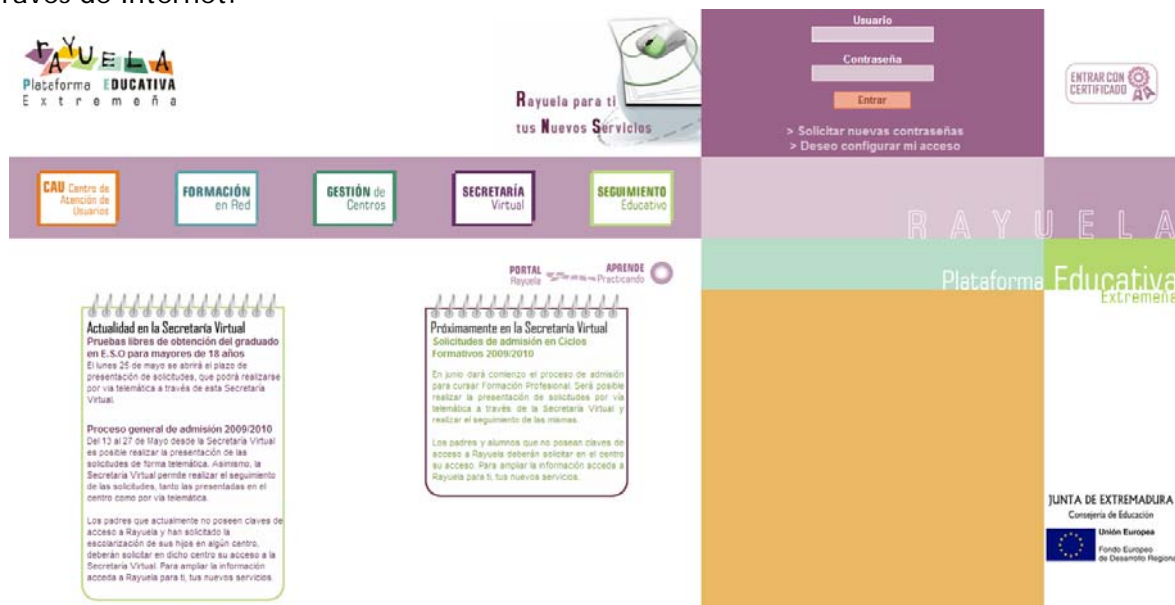 través de Internet.
RAYUELA
Plataforma EDUCATIVA
Extremeña
Rayuela para ti
tus Nuevos Servicios
Usuario
Contraseña
Entrar
> Solicitar nuevas contraseñas
> Deseo configurar mi acceso
ENTRAR CON
CERTIFICADO
CAU Centro de
Atención de
Usuarios
FORMACIÓN
en Red
GESTIÓN de
Centros
SECRETARÍA
Virtual
SEGUIMIENTO
Educativo
RAYUELA
Plataforma Educativa
Extremeña
PORTAL
Rayuela
APRENDE
Practicando
Actualidad en la Secretaría Virtual
Pruebas libres de obtención del graduado
en E.S.O para mayores de 18 años
El lunes 25 de mayo se abrirá el plazo de
presentación de solicitudes, que podrá realizarse
por vía telemática a través de esta Secretaría
Virtual.
Proceso general de admisión 2009/2010
Del 13 al 27 de Mayo desde la Secretaría Virtual
es posible realizar la presentación de las
solicitudes de forma telemática. Asimismo, la
Secretaría Virtual permite realizar el seguimiento
de las solicitudes, tanto las presentadas en el
centro como por vía telemática.
Los padres que actualmente no poseen claves de
acceso a Rayuela y han solicitado la
escolarización de sus hijos en algún centro,
deberán solicitar en dicho centro su acceso a la
Secretaría Virtual. Para ampliar la información
acceda a Rayuela para ti, tus nuevos servicios.
Próximamente en la Secretaría Virtual
Solicitudes de admisión en Ciclos
Formativos 2009/2010
En junio dará comienzo el proceso de admisión
para cursar Formación Profesional. Será posible
realizar la presentación de solicitudes por vía
telemática a través de la Secretaría Virtual y
realizar el seguimiento de las mismas.
Los padres y alumnos que no posean claves de
acceso a Rayuela deberán solicitar en el centro
su acceso. Para ampliar la información acceda a
Rayuela para ti, tus nuevos servicios.
JUNTA DE EXTREMADURA
Consejería de Educación
Unión Europea
Fondo Europeo
de Desarrollo Regional